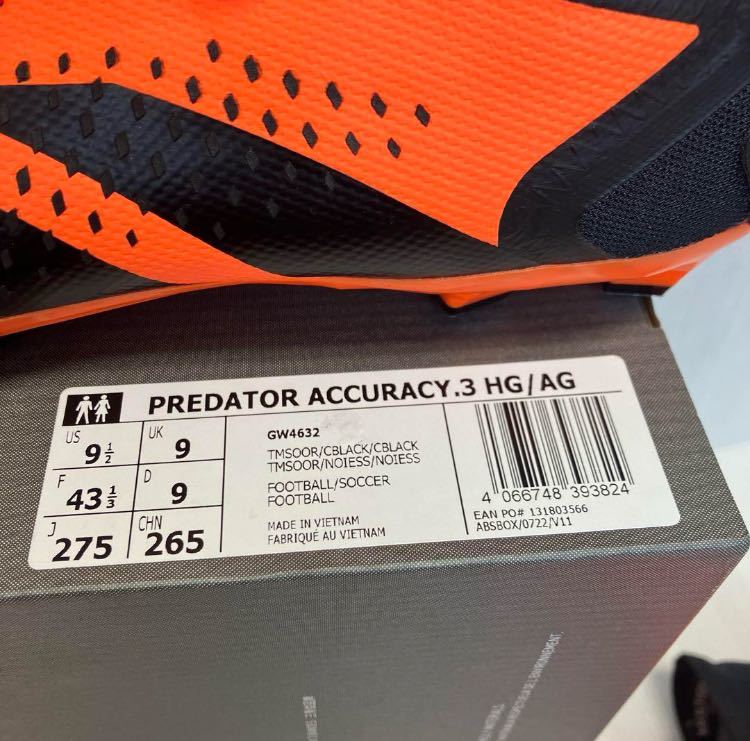 PREDATOR ACCURACY.3 HG/AG
US 9 1/2
UK 9
F 43 1/3
D 9
J 275
CHN 265
GW4632
TMSOOR/CBLACK/CBLACK
TMSOOR/NOIESS/NOIESS
FOOTBALL/SOCCER
FOOTBALL
MADE IN VIETNAM
FABRIQUÉ AU VIETNAM
4 066748 393824
EAN PO# 131803566
ABSBOX/0722/V11